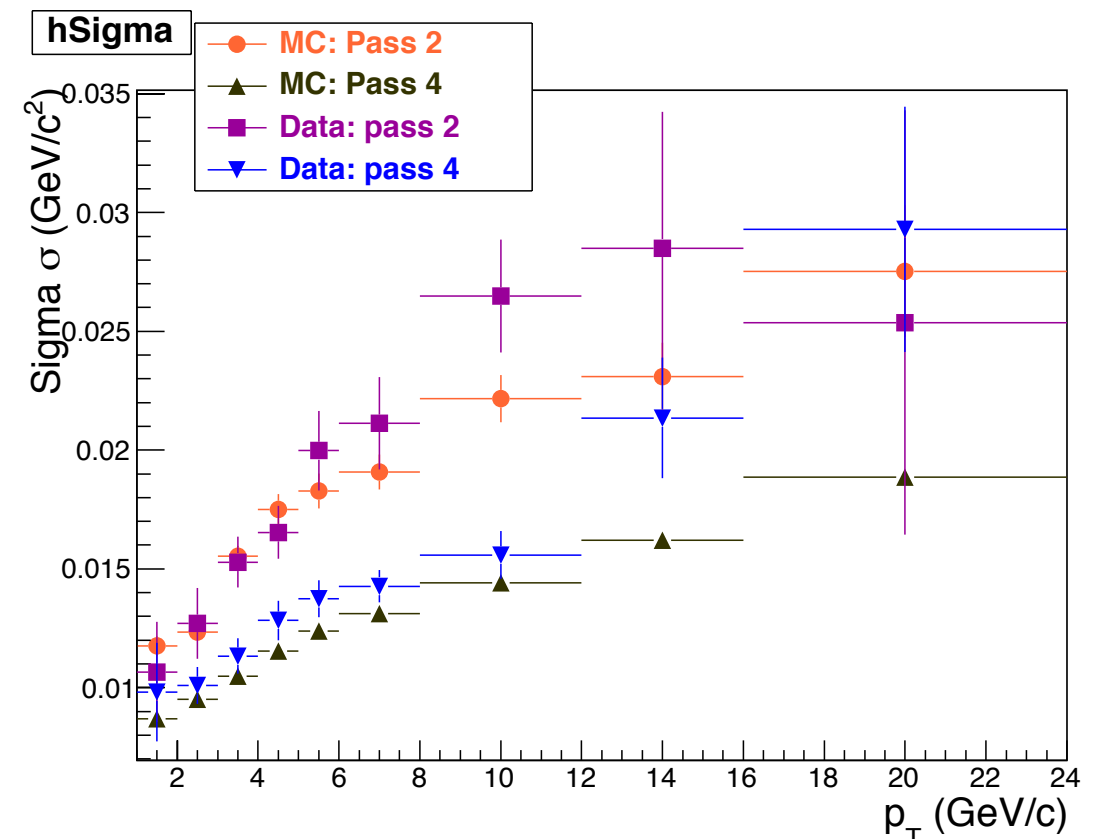 hSigma
MC: Pass 2
MC: Pass 4
Data: pass 2
Data: pass 4
Sigma σ (GeV/c²)
0.035
0.03
0.025
0.02
0.015
0.01
2 4 6 8 10 12 14 16 18 20 22 24
p_T (GeV/c)